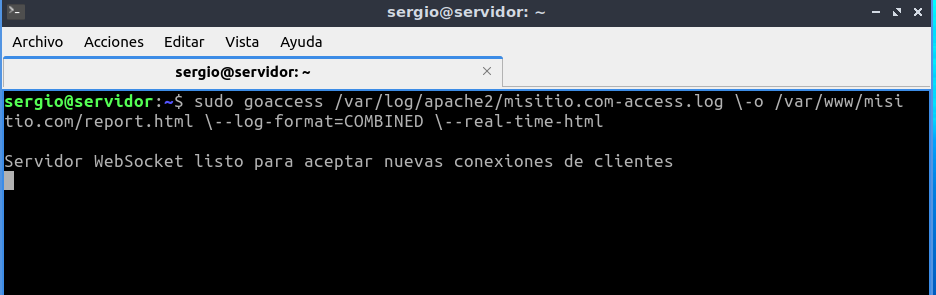 sergio@servidor: ~
Archivo Acciones Editar Vista Ayuda
sergio@servidor: ~
sergio@servidor:~$ sudo goaccess /var/log/apache2/misitio.com-access.log \-o /var/www/misi
tio.com/report.html \--log-format=COMBINED \--real-time-html
Servidor WebSocket listo para aceptar nuevas conexiones de clientes